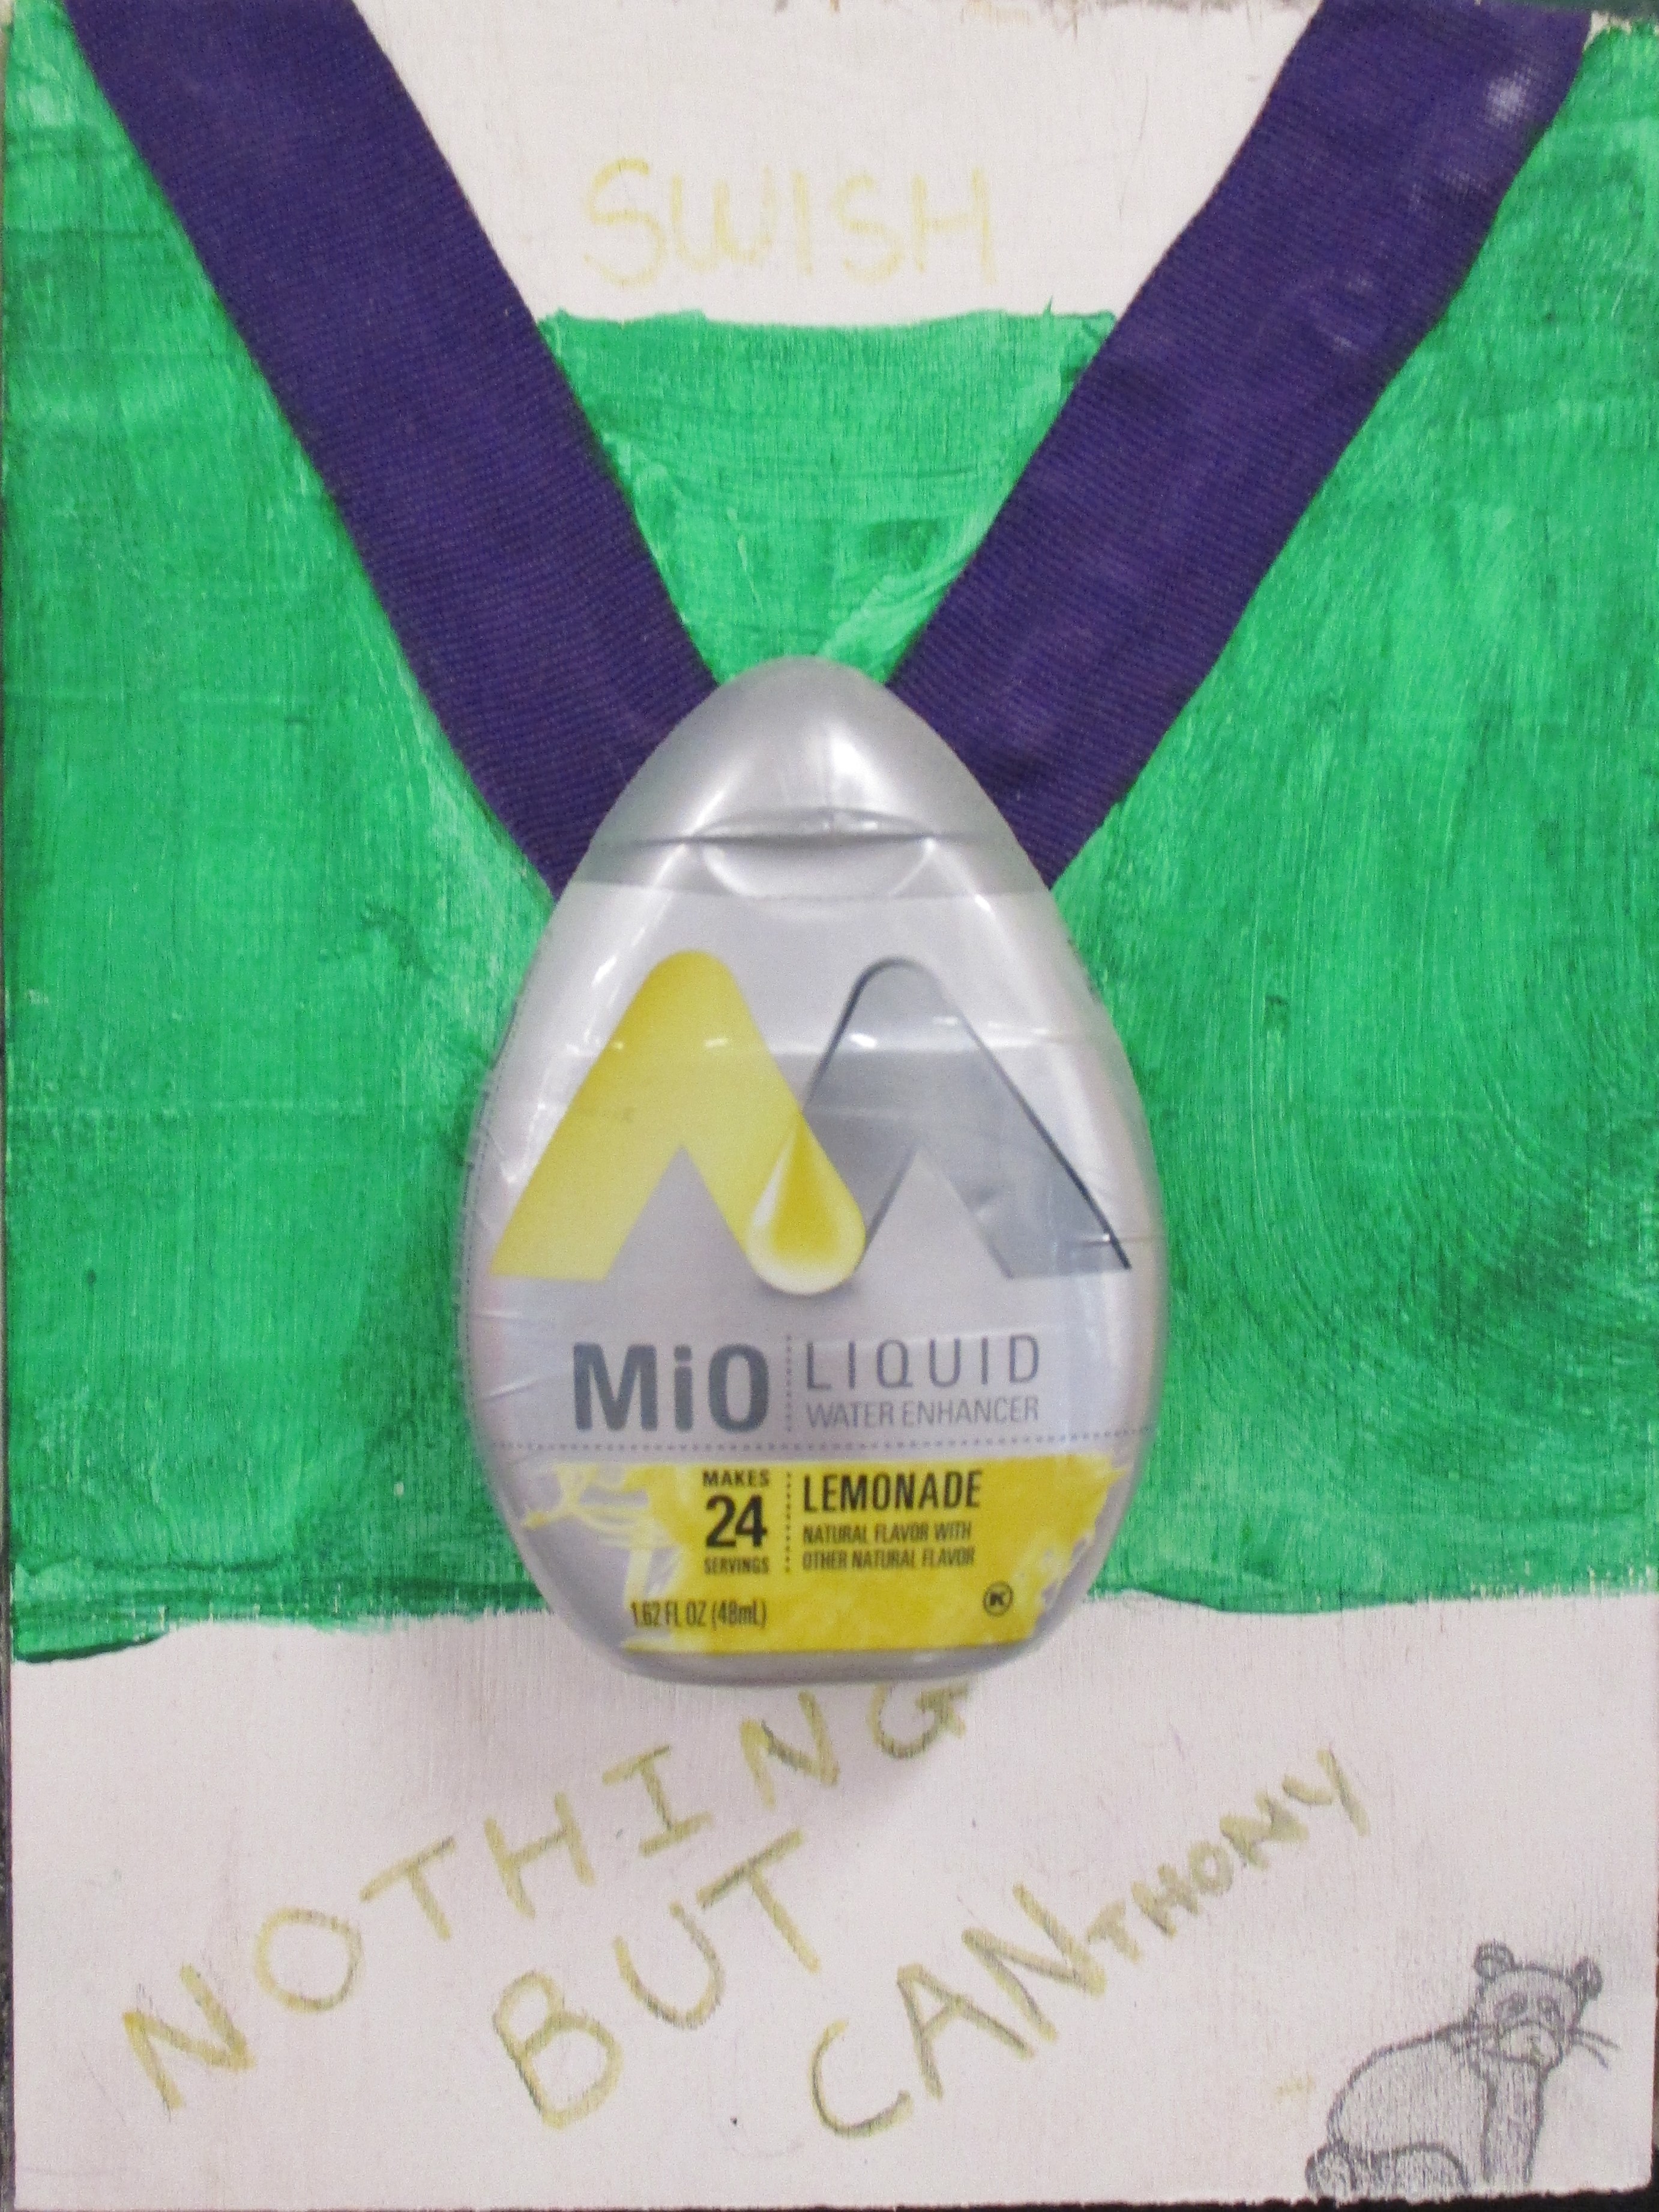 SWISH
MiO LIQUID
WATER ENHANCER
MAKES
24
SERVINGS
LEMONADE
NATURAL FLAVOR WITH
OTHER NATURAL FLAVOR
1.62 FL OZ (48mL)
K
NOTHING
BUT
CANTHONY